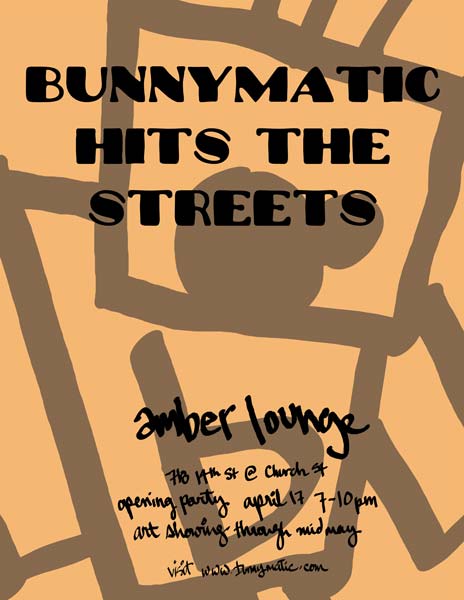 BUNNYMATIC
HITS THE
STREETS
amber lounge
718 14th St @ Church St
opening party april 17 7-10pm
art showing through mid may
visit www.bunnymatic.com